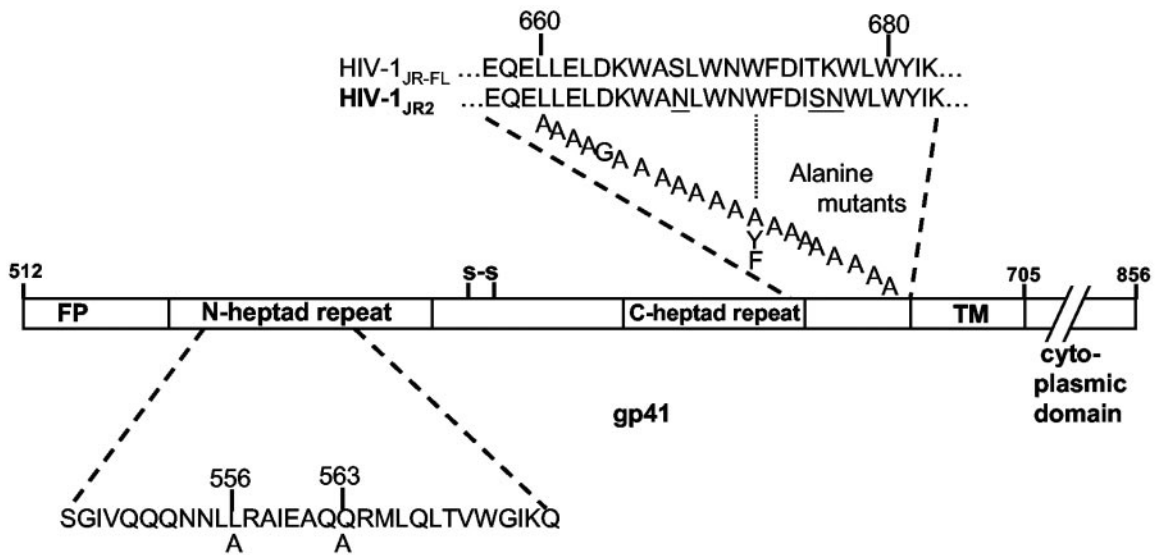 660
680
HIV-1JR-FL ...EQELLELDKWASLWNWFDITKWLWYIK...
HIV-1JR2 ...EQELLELDKWANLWNWFDISNWLWYIK...
AAAAGAAAAAAAAAAAAAAAAA
Y
F
Alanine
mutants
512
s-s
705
856
FP
N-heptad repeat
C-heptad repeat
TM
cyto-
plasmic
domain
gp41
556
563
SGIVQQQNNLLRAIEAQQRMLQLTVWGIKQ
A
A